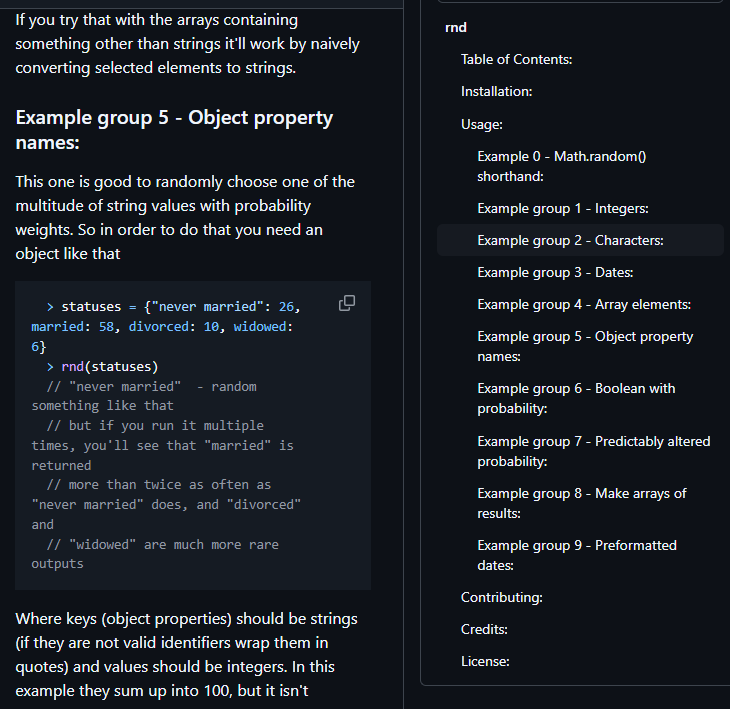 If you try that with the arrays containing
something other than strings it'll work by naively
converting selected elements to strings.
Example group 5 - Object property
names:
This one is good to randomly choose one of the
multitude of string values with probability
weights. So in order to do that you need an
object like that
> statuses = {"never married": 26,
married: 58, divorced: 10, widowed:
6}
> rnd(statuses)
// "never married"  - random
something like that
// but if you run it multiple
times, you'll see that "married" is
returned
// more than twice as often as
"never married" does, and "divorced"
and
// "widowed" are much more rare
outputs
Where keys (object properties) should be strings
(if they are not valid identifiers wrap them in
quotes) and values should be integers. In this
example they sum up into 100, but it isn't
rnd
Table of Contents:
Installation:
Usage:
Example 0 - Math.random()
shorthand:
Example group 1 - Integers:
Example group 2 - Characters:
Example group 3 - Dates:
Example group 4 - Array elements:
Example group 5 - Object property
names:
Example group 6 - Boolean with
probability:
Example group 7 - Predictably altered
probability:
Example group 8 - Make arrays of
results:
Example group 9 - Preformatted
dates:
Contributing:
Credits:
License: